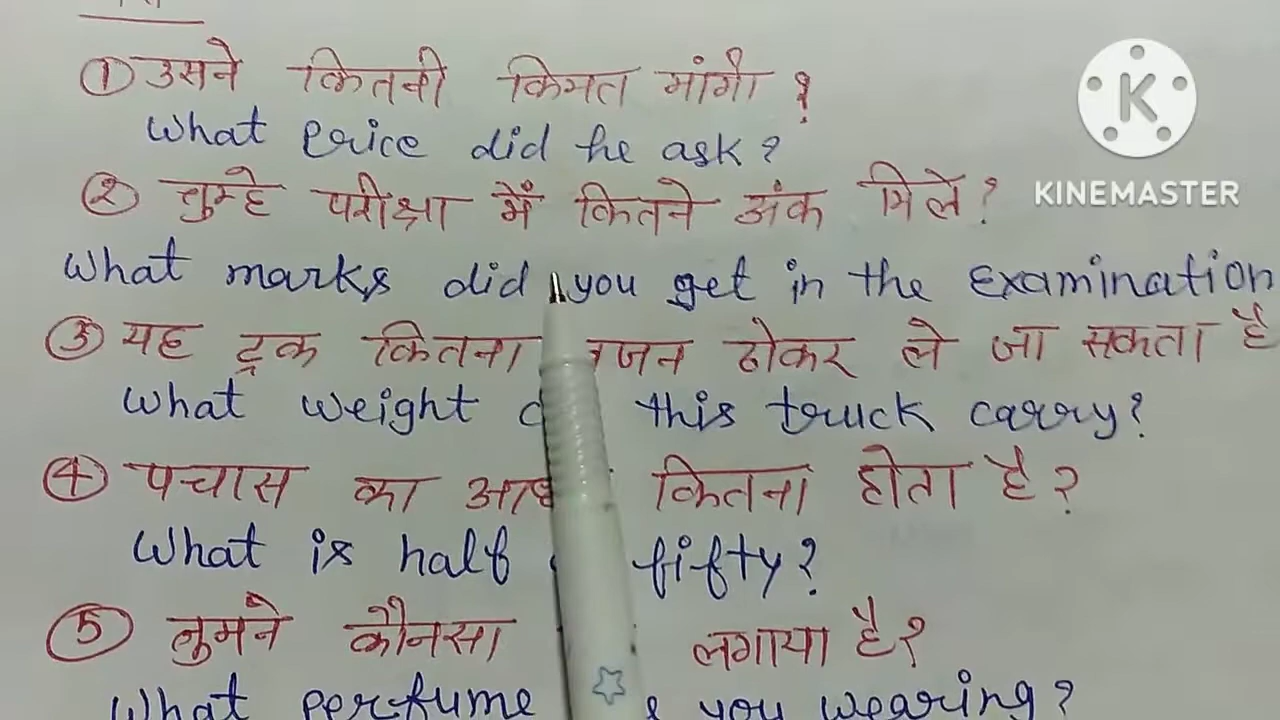 ① उसने कितनी किमत मांगी ?
What Price did he ask?
② तुम्हे परीक्षा में कितने अंक मिले?
What marks did you get in the Examination
③ यह ट्रक कितना वजन ढोकर ले जा सकता है
What weight this truck carry?
④ पचास का आधा कितना होता है?
What is half fifty?
⑤ तुमने कौनसा लगाया है?
What perfume you wearing?
K
KINEMASTER